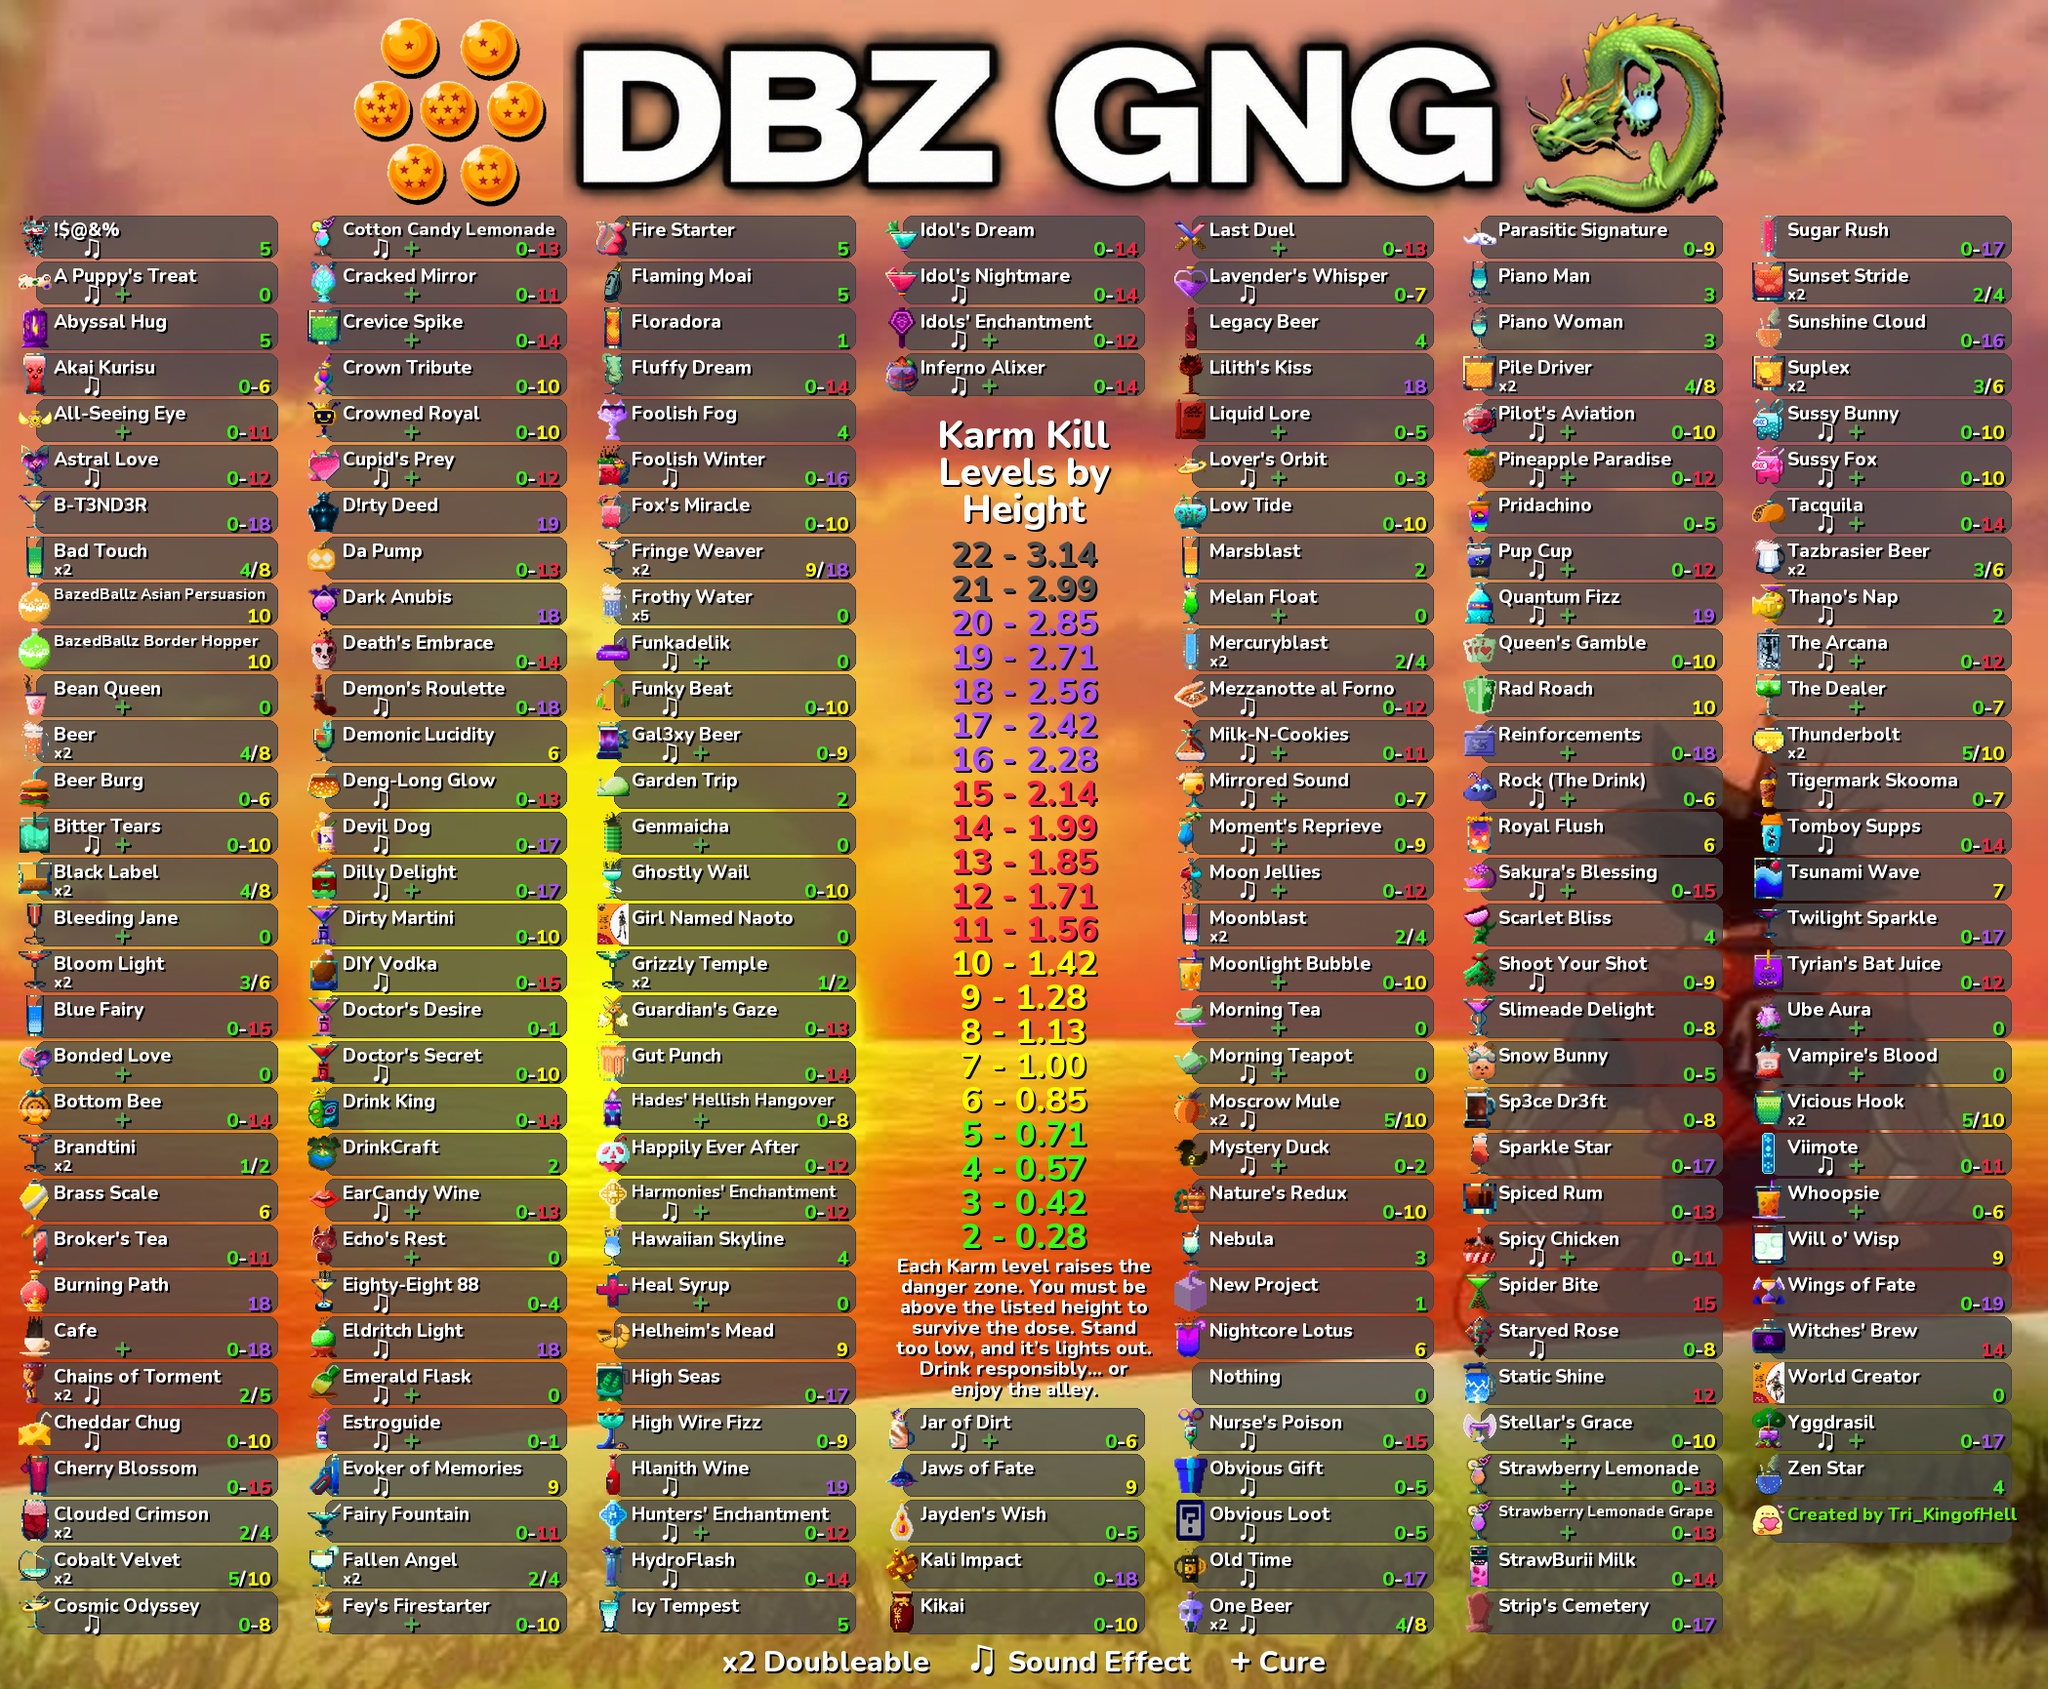 DBZ GNG
!$@&%
♫ 5
A Puppy's Treat
♫ + 0
Abyssal Hug
5
Akai Kurisu
♫ 0-6
All-Seeing Eye
+ 0-11
Astral Love
♫ 0-12
B-T3ND3R
0-18
Bad Touch
x2 4/8
BazedBallz Asian Persuasion
10
BazedBallz Border Hopper
10
Bean Queen
+ 0
Beer
x2 4/8
Beer Burg
0-6
Bitter Tears
♫ + 0-10
Black Label
x2 4/8
Bleeding Jane
+ 0
Bloom Light
x2 3/6
Blue Fairy
0-15
Bonded Love
+ 0
Bottom Bee
+ 0-14
Brandtini
x2 1/2
Brass Scale
6
Broker's Tea
0-11
Burning Path
18
Cafe
+ 0-18
Chains of Torment
x2 ♫ 2/5
Cheddar Chug
♫ 0-10
Cherry Blossom
0-15
Clouded Crimson
x2 2/4
Cobalt Velvet
x2 5/10
Cosmic Odyssey
♫ 0-8
Cotton Candy Lemonade
♫ + 0-13
Cracked Mirror
+ 0-11
Crevice Spike
+ 0-14
Crown Tribute
0-10
Crowned Royal
+ 0-10
Cupid's Prey
♫ + 0-12
D!rty Deed
19
Da Pump
0-13
Dark Anubis
18
Death's Embrace
0-14
Demon's Roulette
♫ 0-18
Demonic Lucidity
6
Deng-Long Glow
♫ 0-13
Devil Dog
♫ 0-17
Dilly Delight
♫ + 0-17
Dirty Martini
0-10
DIY Vodka
♫ 0-15
Doctor's Desire
0-1
Doctor's Secret
♫ 0-10
Drink King
0-14
DrinkCraft
2
EarCandy Wine
♫ + 0-13
Echo's Rest
+ 0
Eighty-Eight 88
♫ 0-4
Eldritch Light
♫ 18
Emerald Flask
♫ + 0
Estroguide
♫ + 0-1
Evoker of Memories
♫ 9
Fairy Fountain
0-11
Fallen Angel
x2 2/4
Fey's Firestarter
+ 0-10
Fire Starter
5
Flaming Moai
5
Floradora
1
Fluffy Dream
0-14
Foolish Fog
4
Foolish Winter
♫ 0-16
Fox's Miracle
0-10
Fringe Weaver
x2 9/18
Frothy Water
x5 0
Funkadelik
♫ + 0
Funky Beat
♫ 0-10
Gal3xy Beer
♫ + 0-9
Garden Trip
2
Genmaicha
+ 0
Ghostly Wail
0-10
Girl Named Naoto
0
Grizzly Temple
x2 1/2
Guardian's Gaze
0-13
Gut Punch
0-14
Hades' Hellish Hangover
+ 0-8
Happily Ever After
0-12
Harmonies' Enchantment
♫ + 0-12
Hawaiian Skyline
4
Heal Syrup
+ 0
Helheim's Mead
9
High Seas
0-17
High Wire Fizz
0-9
Hlanith Wine
♫ 19
Hunters' Enchantment
♫ + 0-12
HydroFlash
♫ 0-14
Icy Tempest
5
Idol's Dream
0-14
Idol's Nightmare
♫ 0-14
Idols' Enchantment
♫ + 0-12
Inferno Alixer
♫ + 0-14
Karm Kill
Levels by
Height
22 - 3.14
21 - 2.99
20 - 2.85
19 - 2.71
18 - 2.56
17 - 2.42
16 - 2.28
15 - 2.14
14 - 1.99
13 - 1.85
12 - 1.71
11 - 1.56
10 - 1.42
9 - 1.28
8 - 1.13
7 - 1.00
6 - 0.85
5 - 0.71
4 - 0.57
3 - 0.42
2 - 0.28
Each Karm level raises the
danger zone. You must be
above the listed height to
survive the dose. Stand
too low, and it's lights out.
Drink responsibly... or
enjoy the alley.
Jar of Dirt
♫ + 0-6
Jaws of Fate
9
Jayden's Wish
0-5
Kali Impact
0-18
Kikai
0-10
Last Duel
+ 0-13
Lavender's Whisper
♫ 0-7
Legacy Beer
4
Lilith's Kiss
18
Liquid Lore
+ 0-5
Lover's Orbit
♫ + 0-3
Low Tide
0-10
Marsblast
2
Melan Float
+ 0
Mercuryblast
x2 2/4
Mezzanotte al Forno
♫ 0-12
Milk-N-Cookies
♫ + 0-11
Mirrored Sound
♫ + 0-7
Moment's Reprieve
♫ + 0-9
Moon Jellies
♫ + 0-12
Moonblast
x2 2/4
Moonlight Bubble
+ 0-10
Morning Tea
+ 0
Morning Teapot
♫ + 0
Moscrow Mule
x2 ♫ 5/10
Mystery Duck
♫ + 0-2
Nature's Redux
0-10
Nebula
3
New Project
1
Nightcore Lotus
6
Nothing
0
Nurse's Poison
♫ 0-15
Obvious Gift
♫ 0-5
Obvious Loot
♫ 0-5
Old Time
♫ 0-17
One Beer
x2 ♫ 4/8
Parasitic Signature
0-9
Piano Man
3
Piano Woman
3
Pile Driver
x2 4/8
Pilot's Aviation
♫ + 0-10
Pineapple Paradise
♫ + 0-12
Pridachino
0-5
Pup Cup
♫ + 0-12
Quantum Fizz
♫ + 19
Queen's Gamble
0-10
Rad Roach
10
Reinforcements
+ 0-18
Rock (The Drink)
♫ + 0-6
Royal Flush
6
Sakura's Blessing
♫ + 0-15
Scarlet Bliss
4
Shoot Your Shot
♫ 0-9
Slimeade Delight
0-8
Snow Bunny
0-5
Sp3ce Dr3ft
0-8
Sparkle Star
0-17
Spiced Rum
0-13
Spicy Chicken
♫ + 0-11
Spider Bite
15
Starved Rose
♫ 0-8
Static Shine
12
Stellar's Grace
+ 0-10
Strawberry Lemonade
+ 0-13
Strawberry Lemonade Grape
+ 0-13
StrawBurii Milk
0-14
Strip's Cemetery
0-17
Sugar Rush
0-17
Sunset Stride
x2 2/4
Sunshine Cloud
0-16
Suplex
x2 3/6
Sussy Bunny
♫ + 0-10
Sussy Fox
♫ + 0-10
Tacquila
♫ + 0-14
Tazbrasier Beer
x2 3/6
Thano's Nap
♫ 2
The Arcana
♫ + 0-12
The Dealer
+ 0-7
Thunderbolt
x2 5/10
Tigermark Skooma
♫ 0-7
Tomboy Supps
♫ 0-14
Tsunami Wave
7
Twilight Sparkle
0-17
Tyrian's Bat Juice
0-12
Ube Aura
+ 0
Vampire's Blood
+ 0
Vicious Hook
x2 5/10
Viimote
♫ + 0-11
Whoopsie
+ 0-6
Will o' Wisp
9
Wings of Fate
0-19
Witches' Brew
14
World Creator
0
Yggdrasil
♫ + 0-17
Zen Star
4
Created by Tri_KingofHell
x2 Doubleable ♫ Sound Effect + Cure